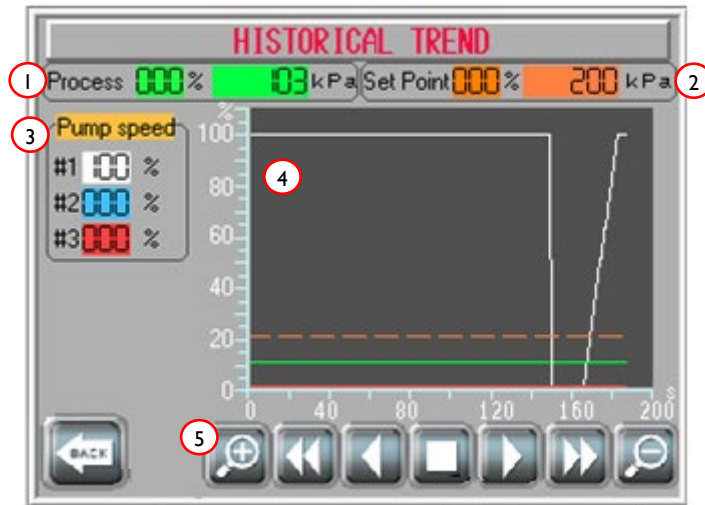 HISTORICAL TREND
1 Process 000 % 103 kPa Set Point 000 % 200 kPa 2
3 Pump speed
#1 100 %
#2 000 %
#3 000 %
4
%
100
80
60
40
20
0
0 40 80 120 160 200 s
5
BACK